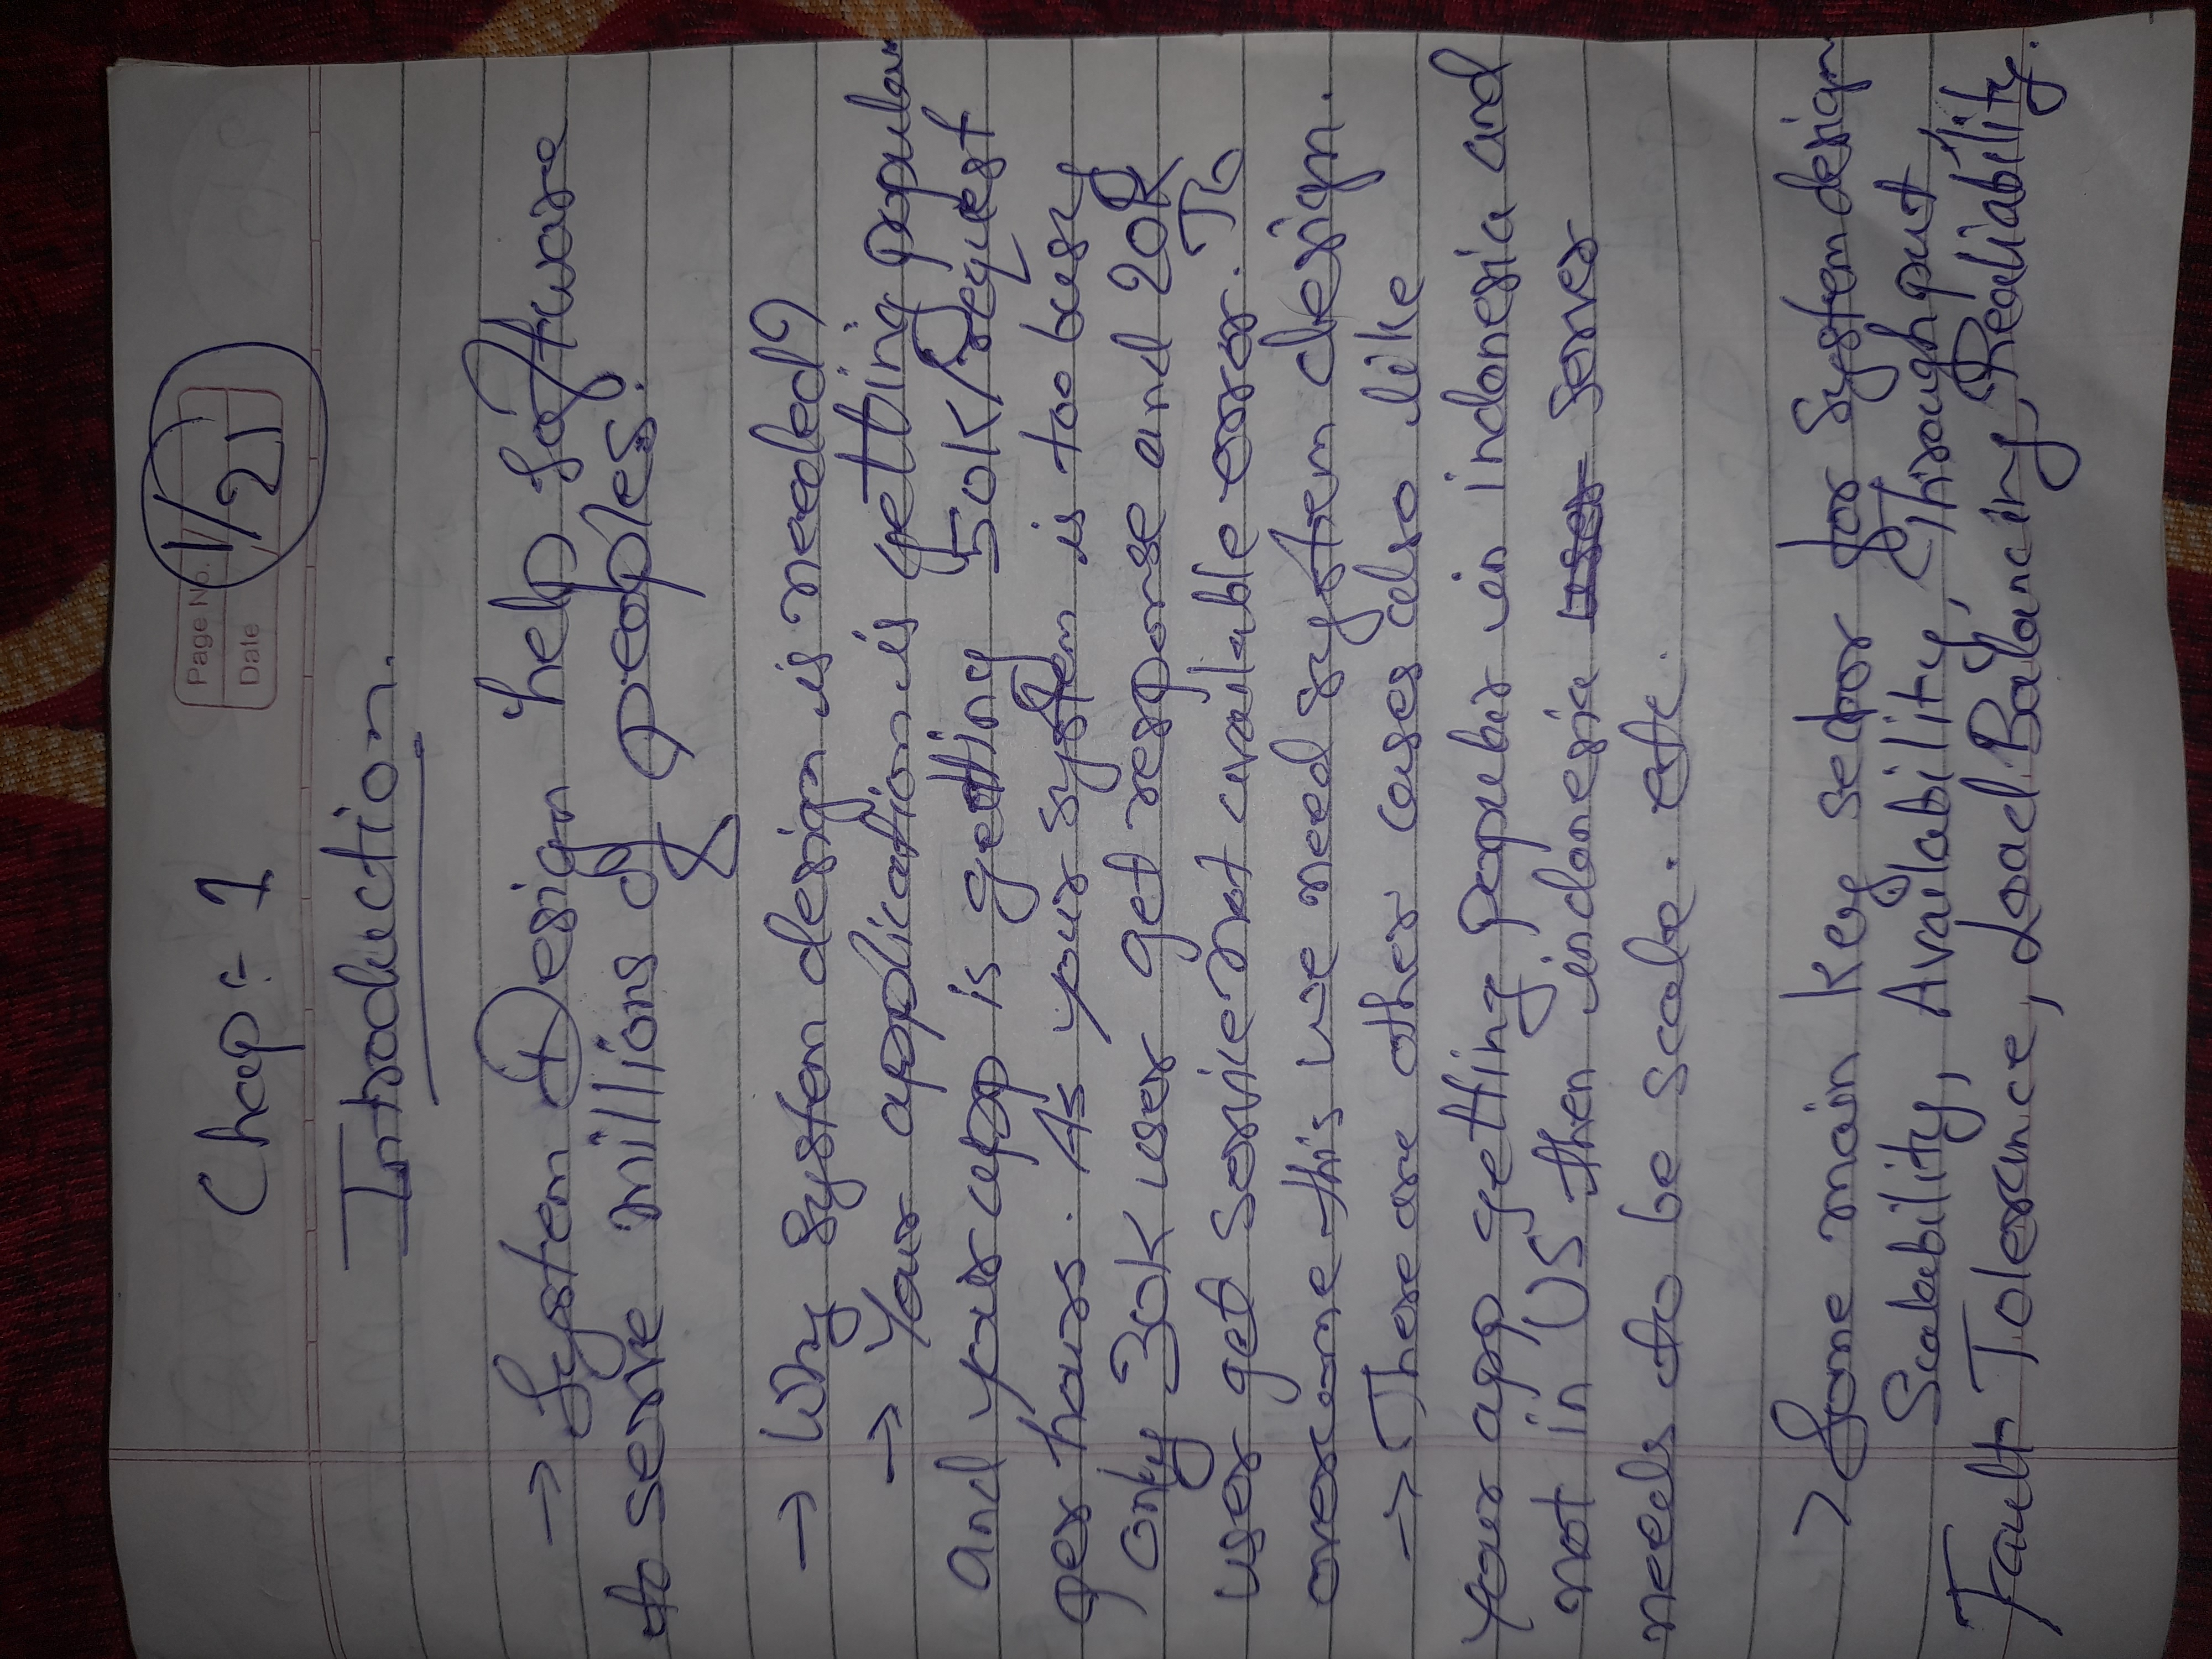 Chap:- 1
Page No.
Date
1/21
Introduction.
→ System Design help software
to serve millions of peoples.
→ Why system design is needed?
→ Your application is getting popular
and your app is getting 50K/request
per hours. As your system is too busy
only 30K user get response and 20K
user get service not available error. To
overcome this we need system design.
→ There are other cases also like
your app getting popular in indonesia and
not in US then indonesia user server
needs to be scale. etc.
> Some main key sector for System design
Scalability, Availability, Throughput,
Fault Tolerance, Load Balancing, Realiability.